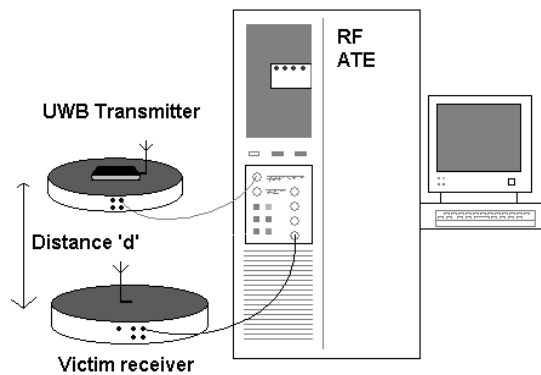 RF
ATE
UWB Transmitter
Distance 'd'
Victim receiver